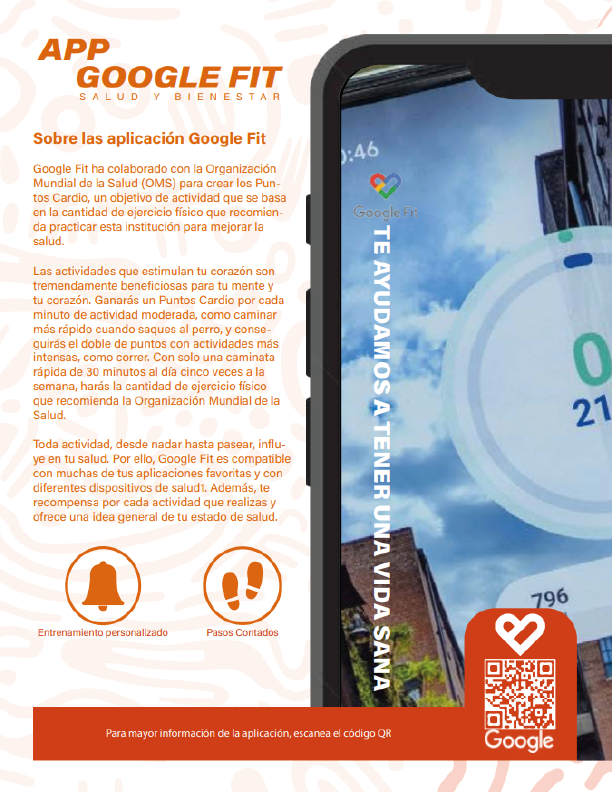 APP
GOOGLE FIT
SALUD Y BIENESTAR
Sobre las aplicación Google Fit
Google Fit ha colaborado con la Organización
Mundial de la Salud (OMS) para crear los Pun-
tos Cardio, un objetivo de actividad que se basa
en la cantidad de ejercicio físico que recomien-
da practicar esta institución para mejorar la
salud.
Las actividades que estimulan tu corazón son
tremendamente beneficiosas para tu mente y
tu corazón. Ganarás un Puntos Cardio por cada
minuto de actividad moderada, como caminar
más rápido cuando saques al perro, y conse-
guirás el doble de puntos con actividades más
intensas, como correr. Con solo una caminata
rápida de 30 minutos al día cinco veces a la
semana, harás la cantidad de ejercicio físico
que recomienda la Organización Mundial de la
Salud.
Toda actividad, desde nadar hasta pasear, influ-
ye en tu salud. Por ello, Google Fit es compatible
con muchas de tus aplicaciones favoritas y con
diferentes dispositivos de salud1. Además, te
recompensa por cada actividad que realizas y
ofrece una idea general de tu estado de salud.
Entrenamiento personalizado
Pasos Contados
:46
Google Fit
TE AYUDAMOS A TENER UNA VIDA SANA
0
21
796
Para mayor información de la aplicación, escanea el código QR
Google